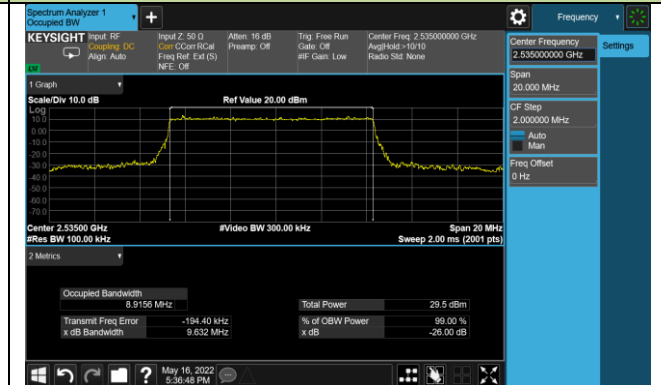 Spectrum Analyzer 1
Occupied BW
+
Frequency
KEYSIGHT
Input: RF
Coupling: DC
Align: Auto
Input Z: 50 Ω
Corr CCorr RCal
Freq Ref: Ext (S)
NFE: Off
Atten: 16 dB
Preamp: Off
Trig: Free Run
Gate: Off
#IF Gain: Low
Center Freq: 2.535000000 GHz
Avg|Hold:>10/10
Radio Std: None
LXI
Center Frequency
2.535000000 GHz
Settings
Span
20.000 MHz
CF Step
2.000000 MHz
Auto
Man
Freq Offset
0 Hz
1 Graph
Scale/Div 10.0 dB
Ref Value 20.00 dBm
Log
10.0
0.00
-10.0
-20.0
-30.0
-40.0
-50.0
-60.0
-70.0
Center 2.53500 GHz
#Video BW 300.00 kHz
Span 20 MHz
#Res BW 100.00 kHz
Sweep 2.00 ms (2001 pts)
2 Metrics
Occupied Bandwidth
8.9156 MHz
Total Power
29.5 dBm
Transmit Freq Error
-194.40 kHz
% of OBW Power
99.00 %
x dB Bandwidth
9.632 MHz
x dB
-26.00 dB
?
May 16, 2022
5:36:48 PM